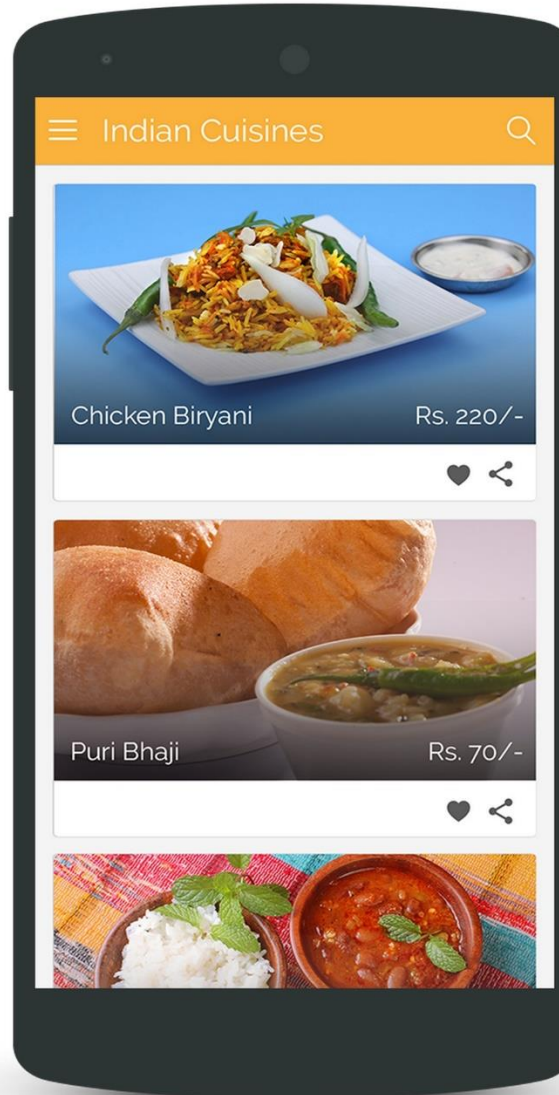 Indian Cuisines
Chicken Biryani Rs. 220/-
Puri Bhaji Rs. 70/-